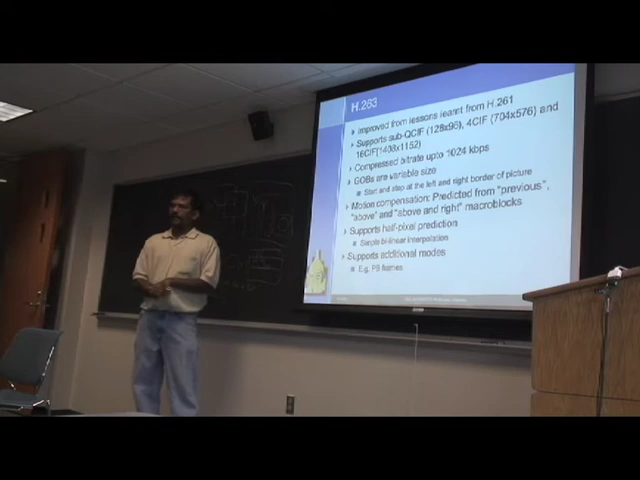 H.263
Improved from lessons learnt from H.261
Supports sub-QCIF (128x96), 4CIF (704x576) and
16CIF(1408x1152)
Compressed bitrate upto 1024 kbps
GOBs are variable size
Start and stop at the left and right border of picture
Motion compensation: Predicted from "previous",
"above" and "above and right" macroblocks
Supports half-pixel prediction
Simple bi-linear interpolation
Supports additional modes
E.g. PB frames